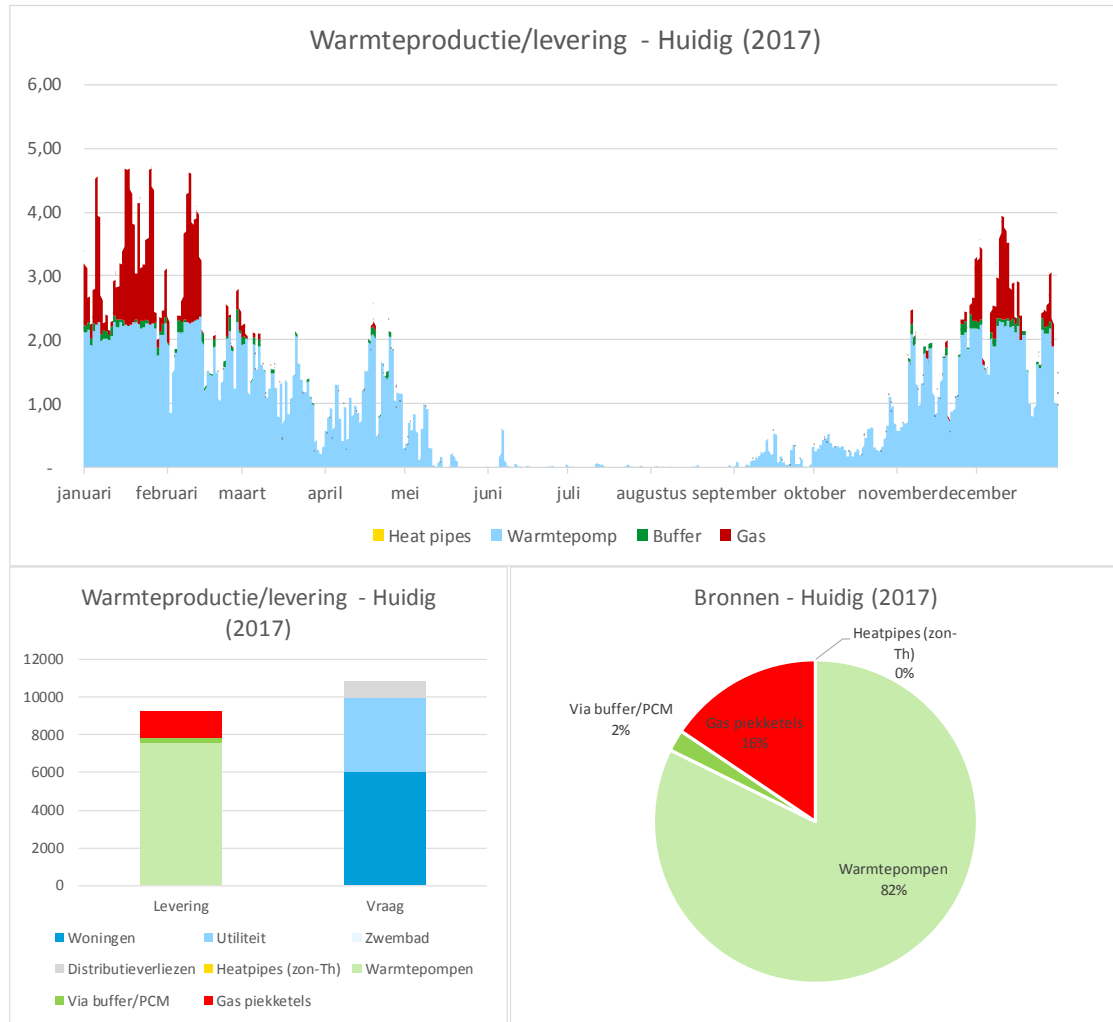 Warmteproductie/levering - Huidig (2017)
6,00
5,00
4,00
3,00
2,00
1,00
-
januari februari maart april mei juni juli augustus september oktober november december
Heat pipes Warmtepomp Buffer Gas
Warmteproductie/levering - Huidig
(2017)
12000
10000
8000
6000
4000
2000
0
Levering Vraag
Woningen Utiliteit Zwembad
Distributieverliezen Heatpipes (zon-Th) Warmtepompen
Via buffer/PCM Gas piekketels
Bronnen - Huidig (2017)
Heatpipes (zon-
Th)
0%
Via buffer/PCM
2%
Gas piekketels
16%
Warmtepompen
82%